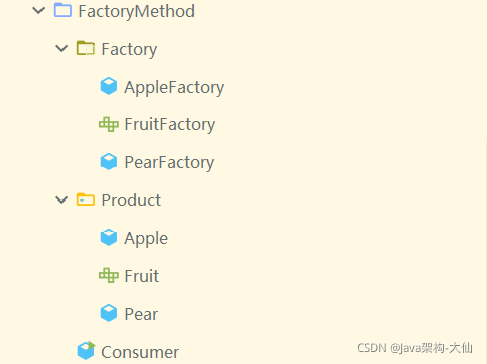 FactoryMethod
Factory
AppleFactory
FruitFactory
PearFactory
Product
Apple
Fruit
Pear
Consumer
CSDN @Java架构-大仙